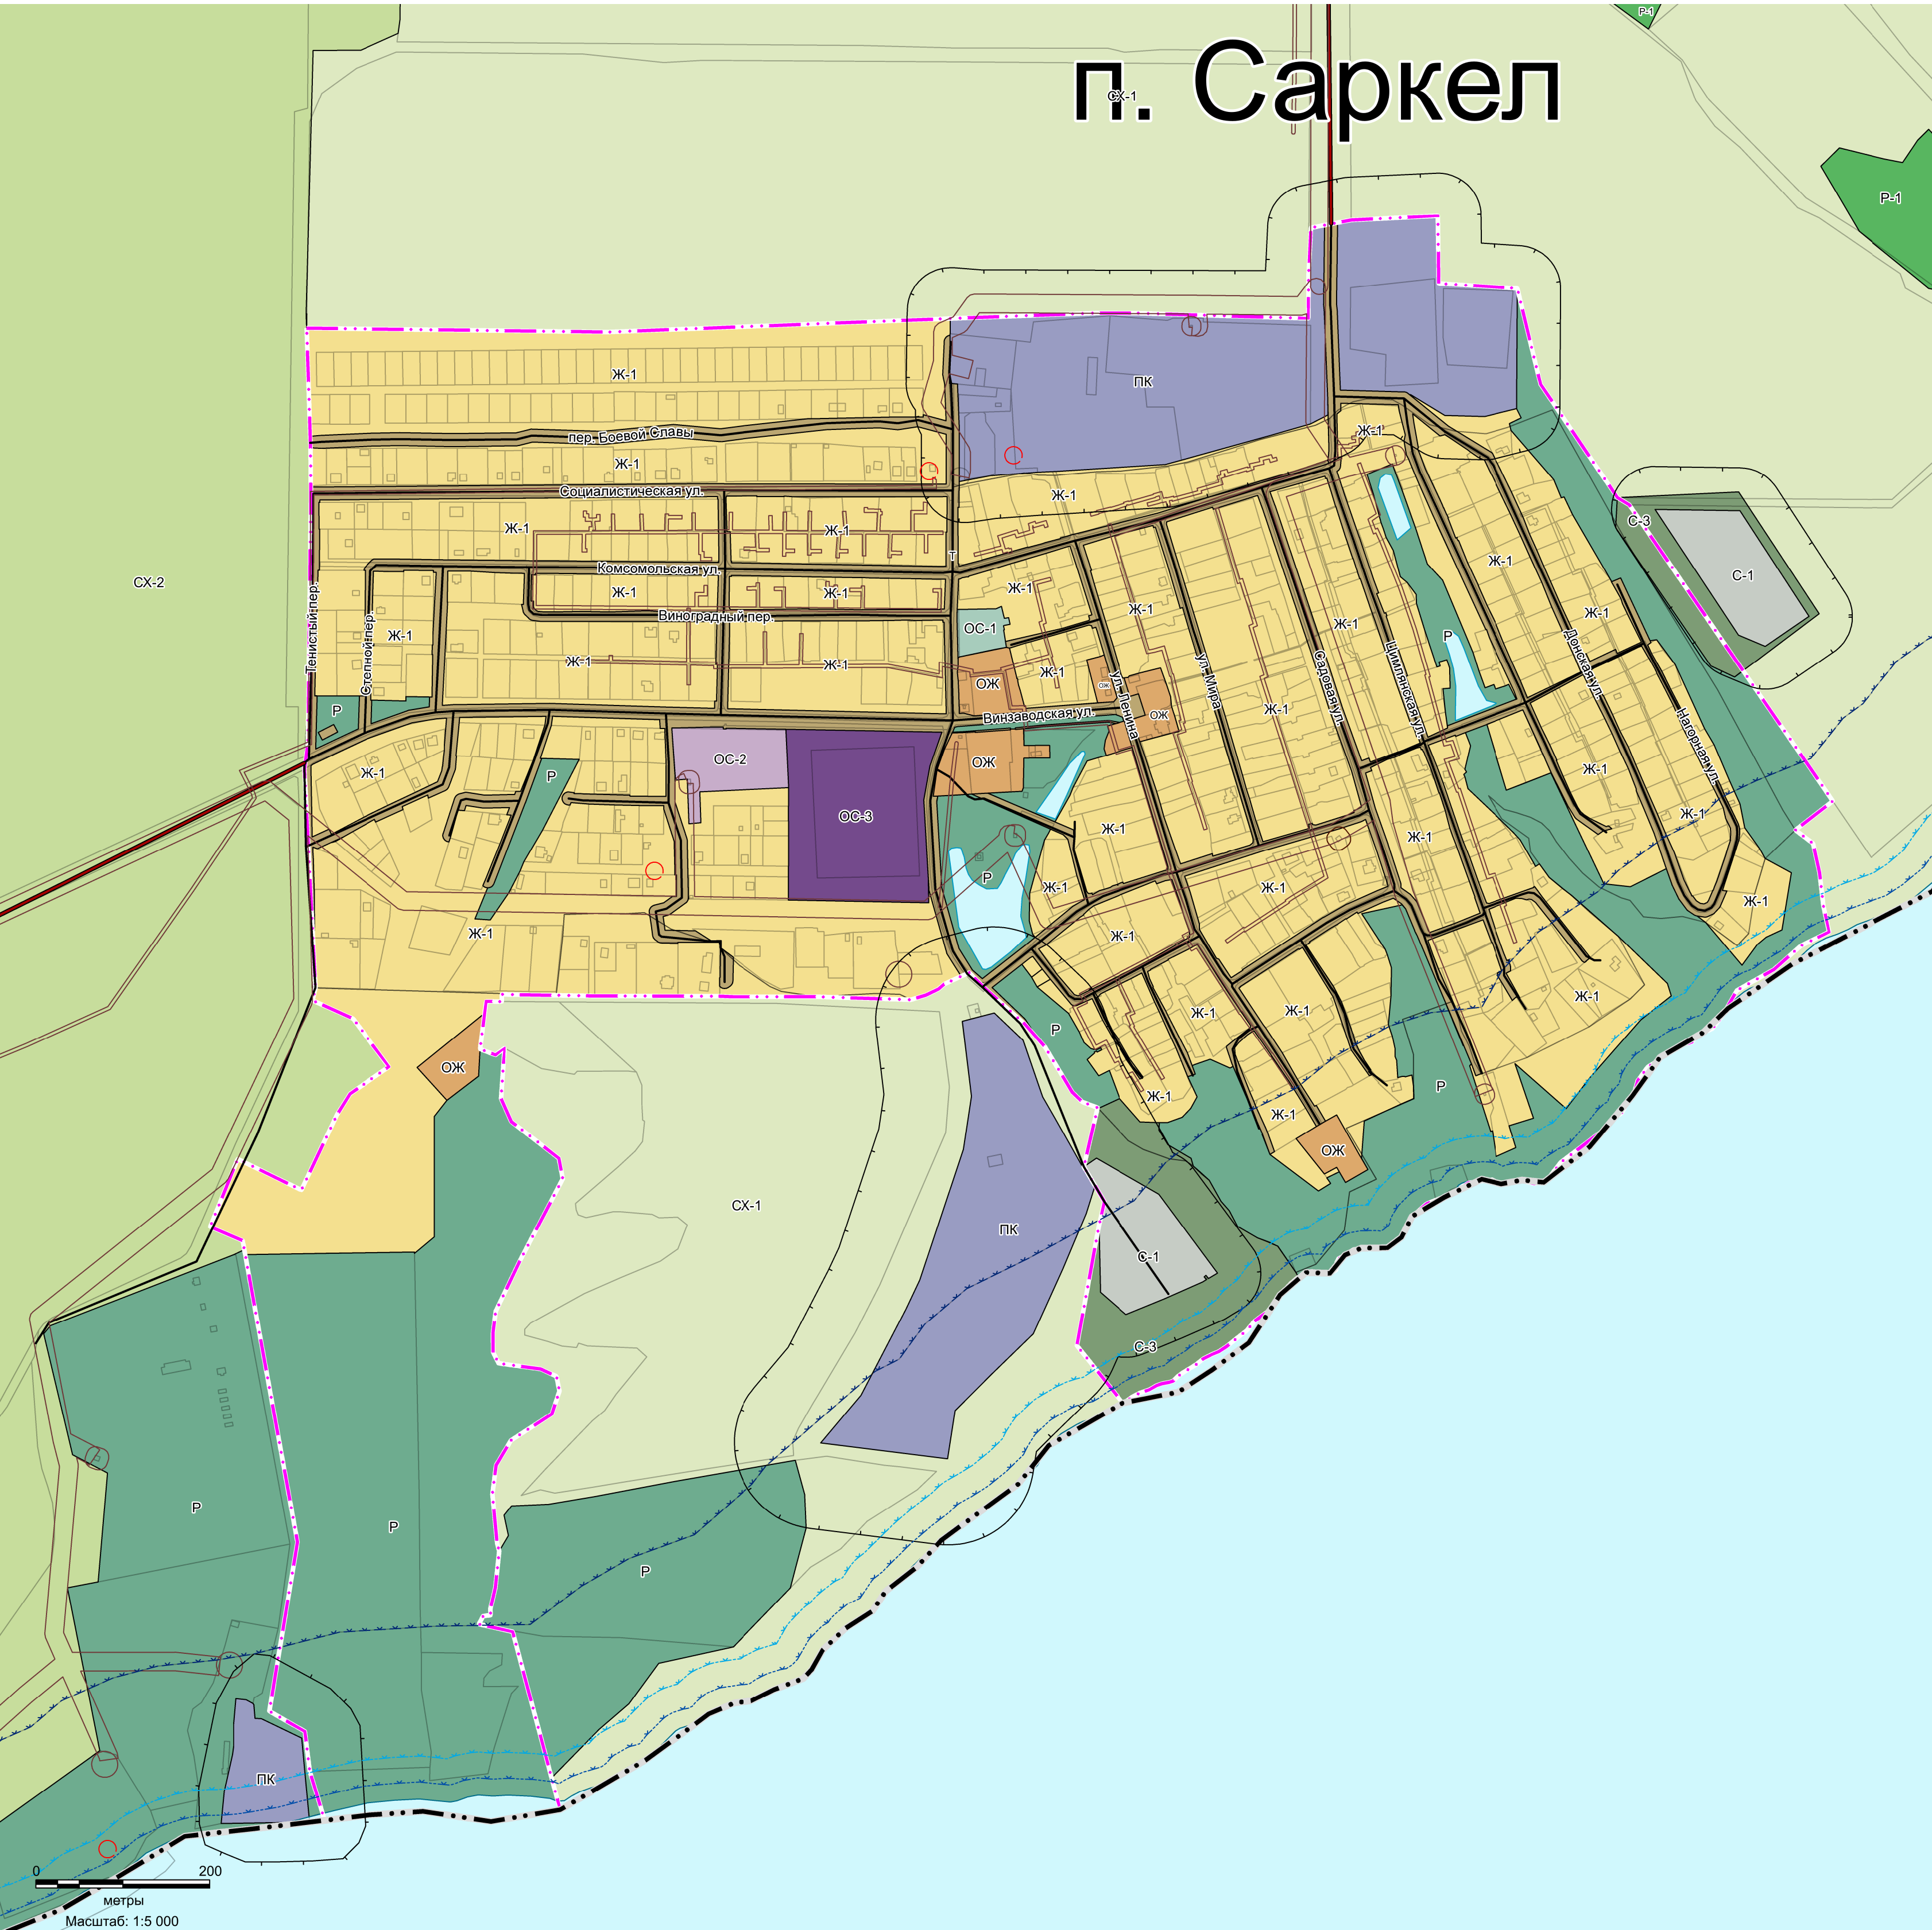 Р-1
п. Саркел
СХ-1
Р-1
Ж-1
ПК
пер. Боевой Славы
Ж-1
Ж-1
Социалистическая ул.
Ж-1
С-3
Ж-1
Ж-1
Т
Ж-1
Комсомольская ул.
С-1
СХ-2
Ж-1
Ж-1
Ж-1
Виноградный пер.
Ж-1
Ж-1
Ж-1
ОС-1
Ж-1
Р
Тенистый пер.
Степной пер.
Ж-1
Ж-1
Ж-1
ОЖ
ОЖ
ул. Ленина
ул. Мира
Садовая ул.
Цимлянская ул.
Донская ул.
Нагорная ул.
Р
Винзаводская ул.
ОЖ
Ж-1
Ж-1
Р
ОС-2
ОЖ
Ж-1
ОС-3
Ж-1
Ж-1
Ж-1
Р
Ж-1
Ж-1
Ж-1
Ж-1
Ж-1
Ж-1
Р
Ж-1
Ж-1
ОЖ
Р
Ж-1
Ж-1
ОЖ
СХ-1
ПК
С-1
С-3
Р
Р
Р
ПК
0 200
метры
Масштаб: 1:5 000